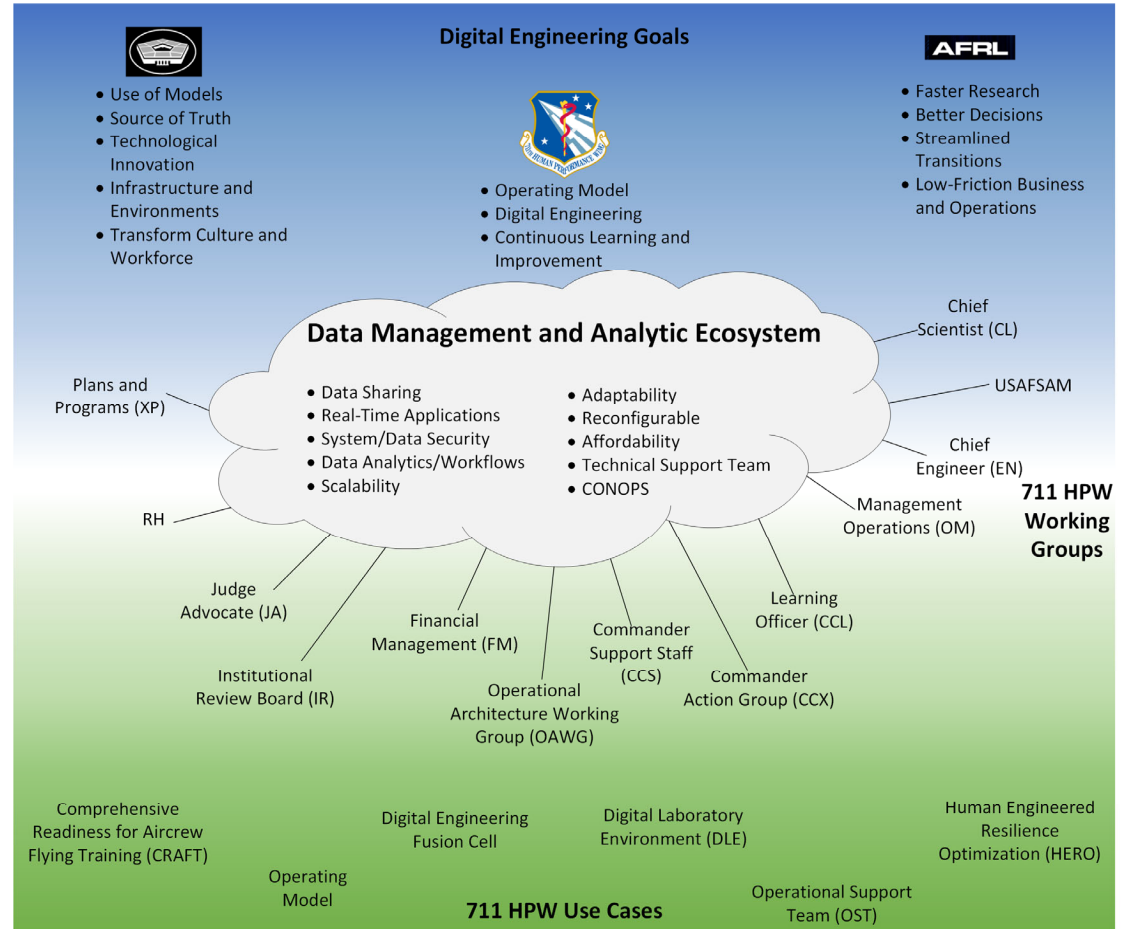 Digital Engineering Goals
• Use of Models
• Source of Truth
• Technological
Innovation
• Infrastructure and
Environments
• Transform Culture and
Workforce
711TH HUMAN PERFORMANCE WING
• Operating Model
• Digital Engineering
• Continuous Learning and
Improvement
AFRL
• Faster Research
• Better Decisions
• Streamlined
Transitions
• Low-Friction Business
and Operations
Data Management and Analytic Ecosystem
• Data Sharing
• Real-Time Applications
• System/Data Security
• Data Analytics/Workflows
• Scalability
• Adaptability
• Reconfigurable
• Affordability
• Technical Support Team
• CONOPS
Plans and
Programs (XP)
RH
Judge
Advocate (JA)
Institutional
Review Board (IR)
Financial
Management (FM)
Operational
Architecture Working
Group (OAWG)
Commander
Support Staff
(CCS)
Commander
Action Group (CCX)
Learning
Officer (CCL)
Management
Operations (OM)
Chief
Engineer (EN)
USAFSAM
Chief
Scientist (CL)
711 HPW
Working
Groups
Comprehensive
Readiness for Aircrew
Flying Training (CRAFT)
Operating
Model
Digital Engineering
Fusion Cell
Digital Laboratory
Environment (DLE)
Operational Support
Team (OST)
Human Engineered
Resilience
Optimization (HERO)
711 HPW Use Cases